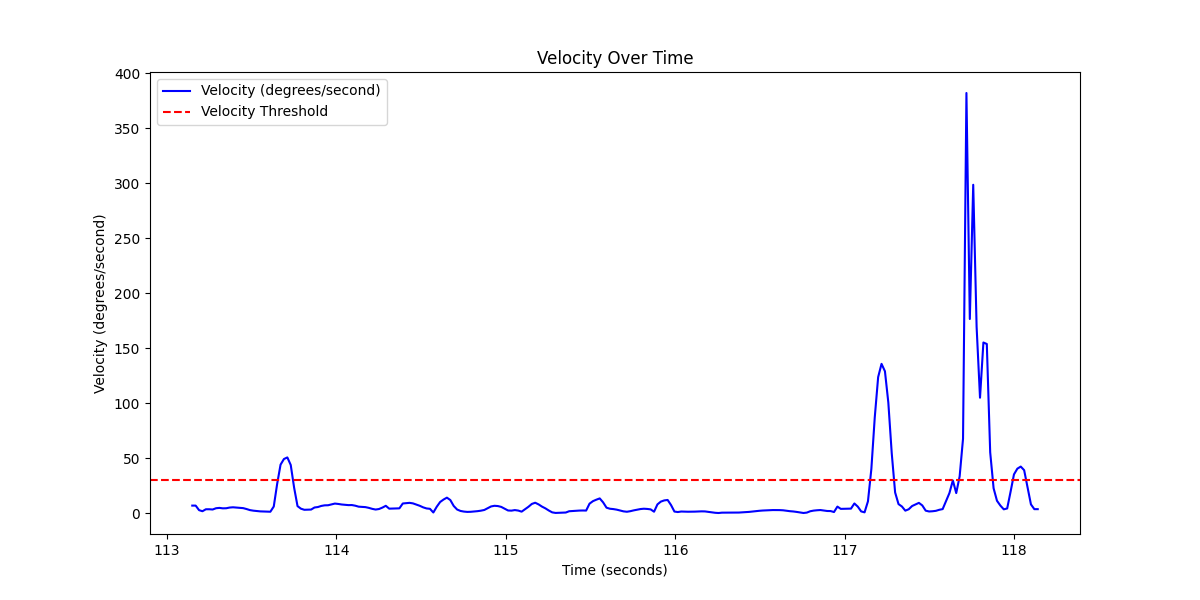 Velocity Over Time
Velocity (degrees/second)
Velocity Threshold
Velocity (degrees/second)
400
350
300
250
200
150
100
50
0
113 114 115 116 117 118
Time (seconds)